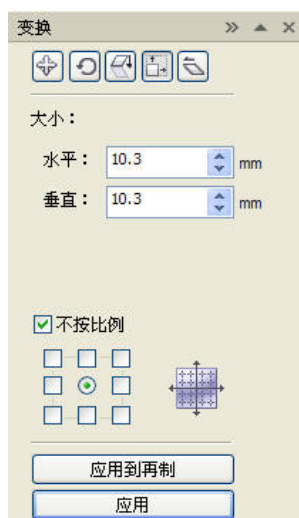 变换
大小：
水平： 10.3 mm
垂直： 10.3 mm
不按比例
应用到再制
应用